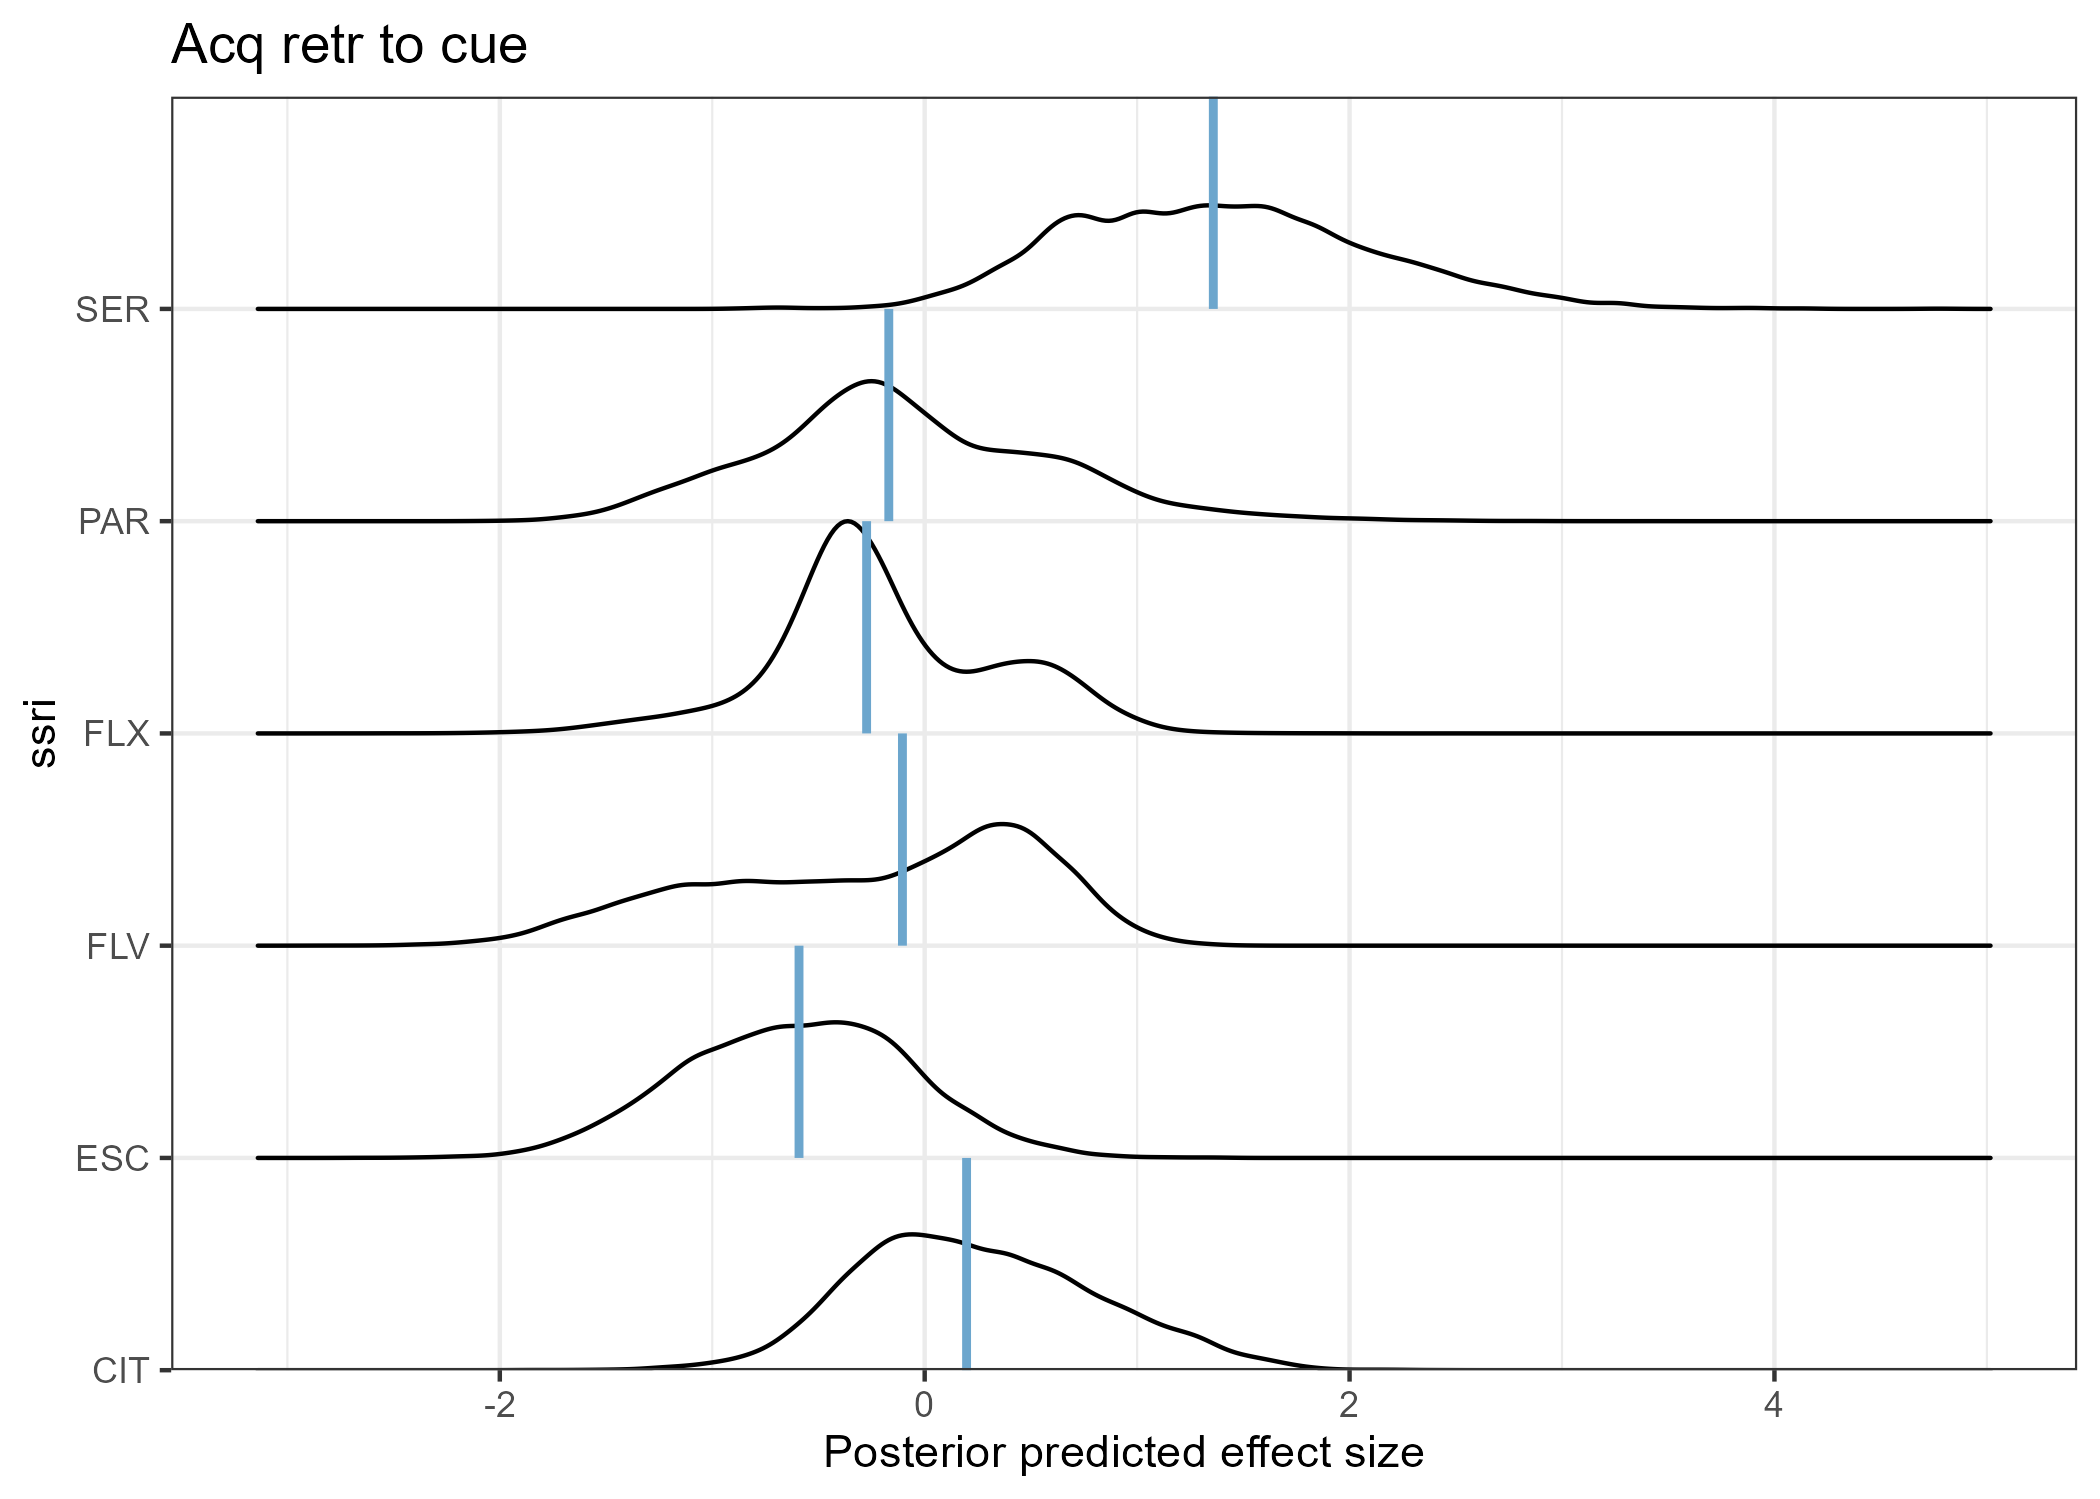 Acq retr to cue
SER
PAR
FLX
FLV
ESC
CIT
ssri
-2 0 2 4
Posterior predicted effect size